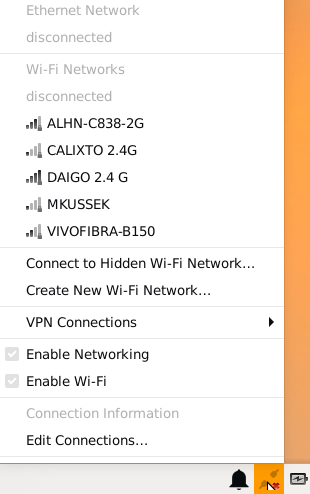 Ethernet Network
disconnected
Wi-Fi Networks
disconnected
ALHN-C838-2G
CALIXTO 2.4G
DAIGO 2.4 G
MKUSSEK
VIVOFIBRA-B150
Connect to Hidden Wi-Fi Network...
Create New Wi-Fi Network...
VPN Connections
Enable Networking
Enable Wi-Fi
Connection Information
Edit Connections...